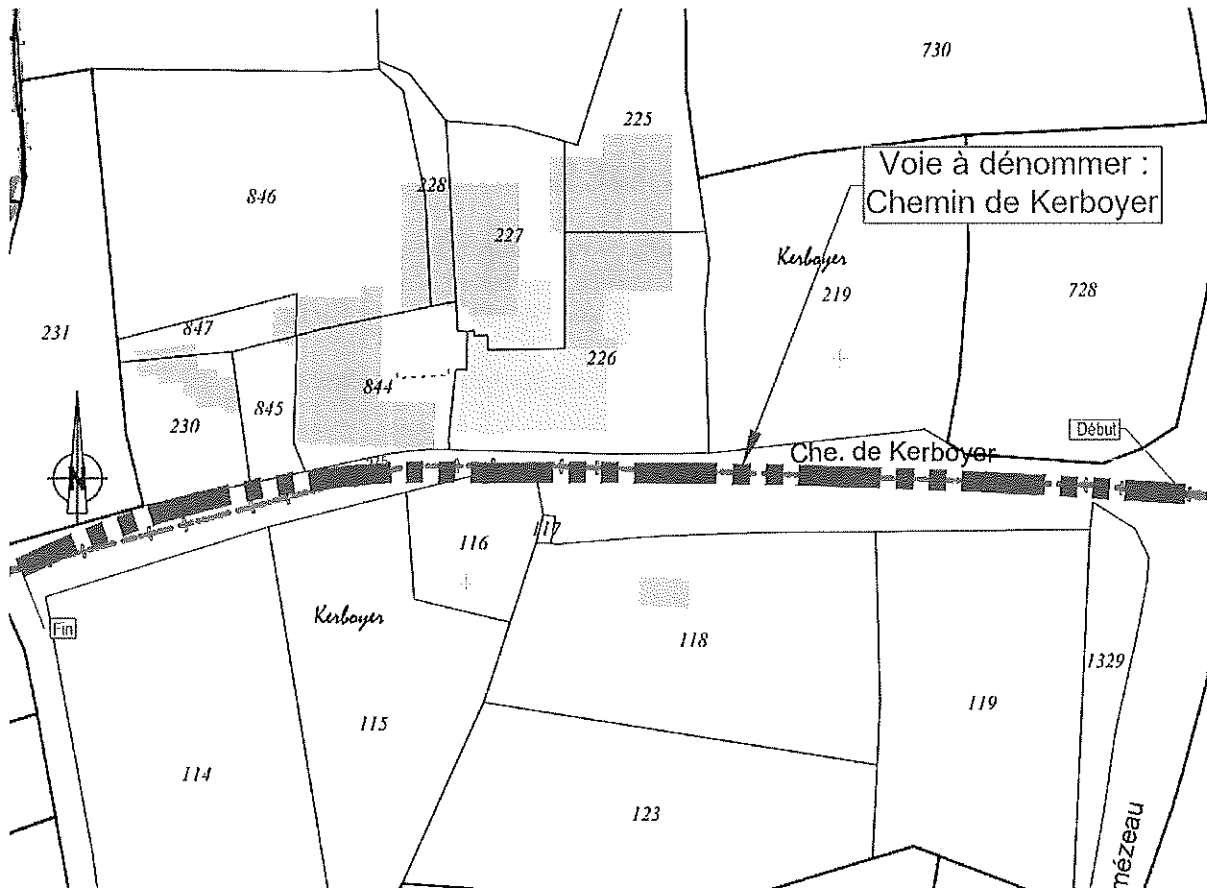 730
225
Voie à dénommer :
Chemin de Kerboyer
228
846
227
Kerboyer
219
728
231
847
226
844
845
230
Début
Che. de Kerboyer
N
117
116
Kerboyer
Fin
118
1329
119
115
114
123
mézeau